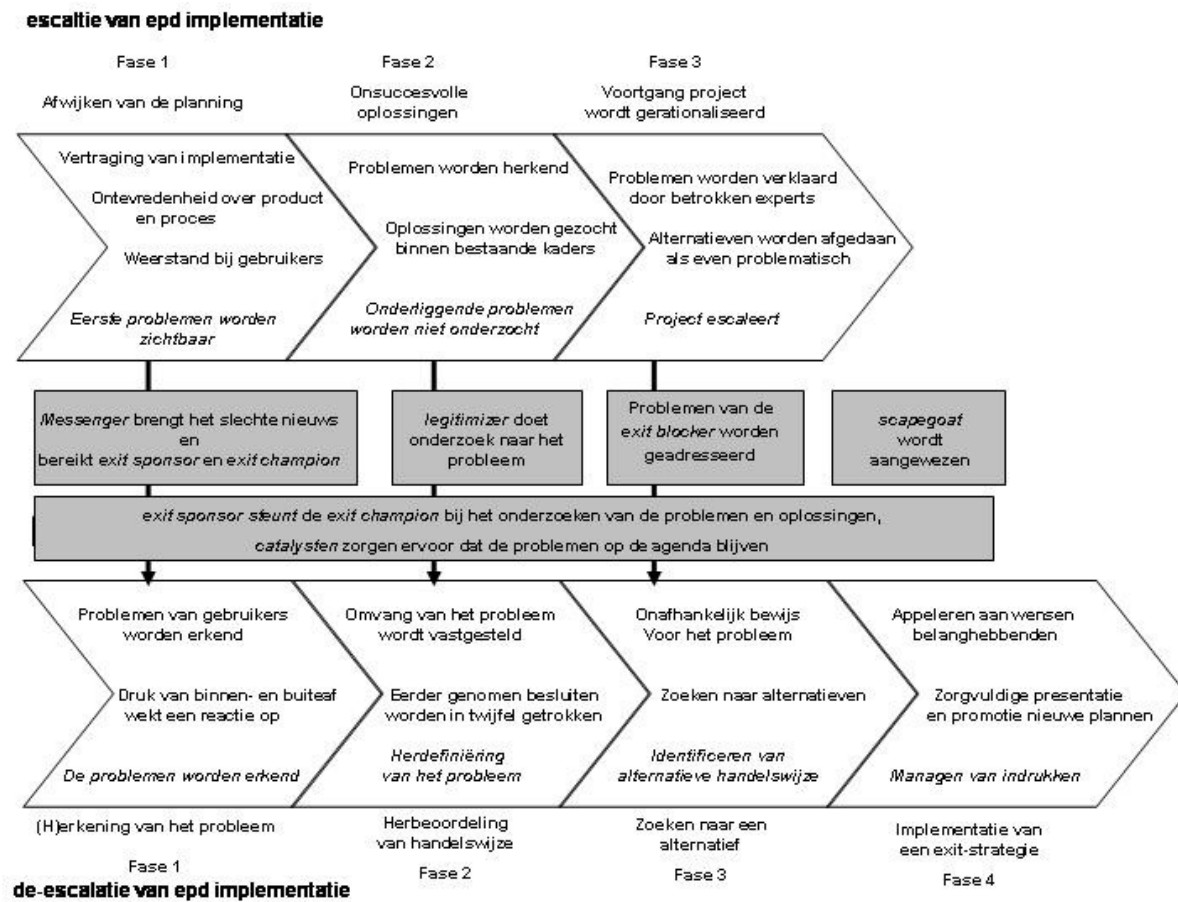 escaltie van epd implementatie
Fase 1
Afwijken van de planning
Fase 2
Onsuccesvolle
oplossingen
Fase 3
Voortgang project
wordt gerationaliseerd
Vertraging van implementatie
Ontevredenheid over product
en proces
Weerstand bij gebruikers
Eerste problemen worden
zichtbaar
Problemen worden herkend
Oplossingen worden gezocht
binnen bestaande kaders
Onderliggende problemen
worden niet onderzocht
Problemen worden verklaard
door betrokken experts
Alternatieven worden afgedaan
als even problematisch
Project escaleert
Messenger brengt het slechte nieuws
en
bereikt exit sponsor en exit champion
legitimizer doet
onderzoek naar het
probleem
Problemen van de
exit blocker worden
geadresseerd
scapegoat
wordt
aangewezen
exit sponsor steunt de exit champion bij het onderzoeken van de problemen en oplossingen,
catalysten zorgen ervoor dat de problemen op de agenda blijven
Problemen van gebruikers
worden erkend
Druk van binnen- en buiteaf
wekt een reactie op
De problemen worden erkend
Omvang van het probleem
wordt vastgesteld
Eerder genomen besluiten
worden in twijfel getrokken
Herdefiniëring
van het probleem
Onafhankelijk bewijs
Voor het probleem
Zoeken naar alternatieven
Identificeren van
alternatieve handelswijze
Appeleren aan wensen
belanghebbenden
Zorgvuldige presentatie
en promotie nieuwe plannen
Managen van indrukken
(H)erkening van het probleem
Fase 1
Herbeoordeling
van handelswijze
Fase 2
Zoeken naar een
alternatief
Fase 3
Implementatie van
een exit-strategie
Fase 4
de-escalatie van epd implementatie